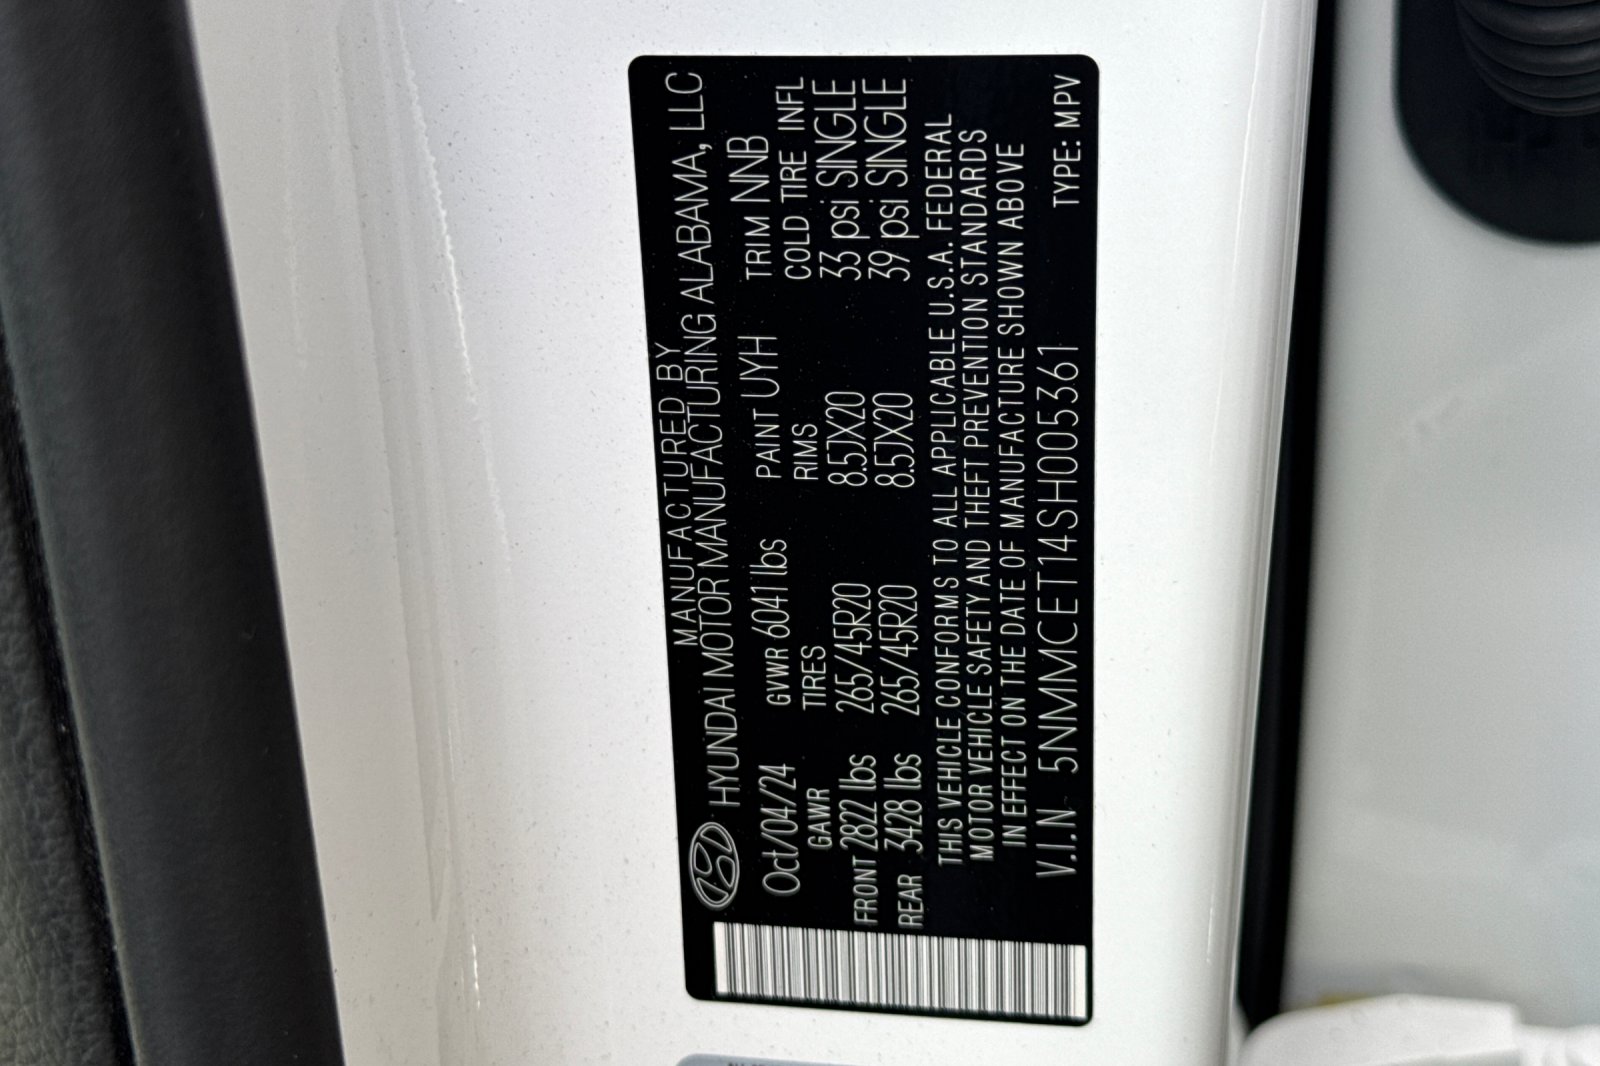 MANUFACTURED BY
HYUNDAI MOTOR MANUFACTURING ALABAMA, LLC
Oct/04/24 GVWR 6041 lbs PAINT UYH TRIM NNB
GAWR TIRES RIMS COLD TIRE INFL
FRONT 2822 lbs 265/45R20 8.5JX20 33 psi SINGLE
REAR 3428 lbs 265/45R20 8.5JX20 39 psi SINGLE
THIS VEHICLE CONFORMS TO ALL APPLICABLE U.S.A. FEDERAL
MOTOR VEHICLE SAFETY AND THEFT PREVENTION STANDARDS
IN EFFECT ON THE DATE OF MANUFACTURE SHOWN ABOVE
V.I.N 5NMMCET14SH005361 TYPE: MPV